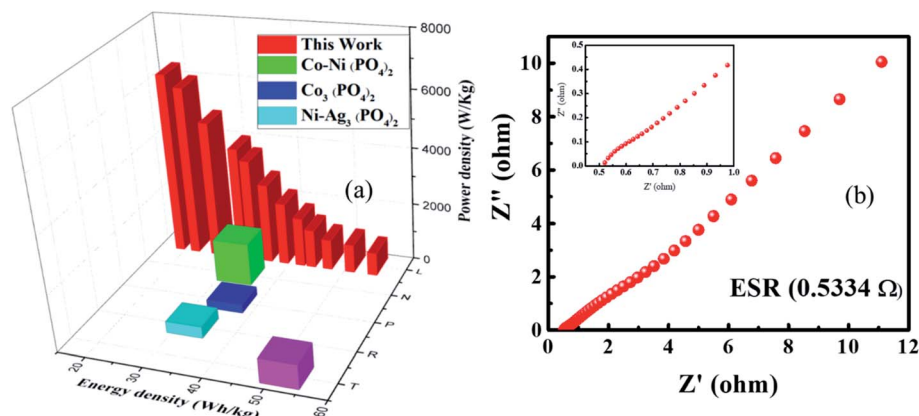 8000
6000
4000
2000
0
Power density (W/Kg)
This Work
Co-Ni (PO₄)₂
Co₃ (PO₄)₂
Ni-Ag₃ (PO₄)₂
(a)
L
N
P
R
T
20
30
40
50
60
Energy density (Wh/kg)
10
8
6
4
2
0
Z'' (ohm)
0.5
0.4
0.3
0.2
0.1
0.0
Z'' (ohm)
0.5 0.6 0.7 0.8 0.9 1.0
Z' (ohm)
(b)
ESR (0.5334 Ω)
0 2 4 6 8 10 12
Z' (ohm)